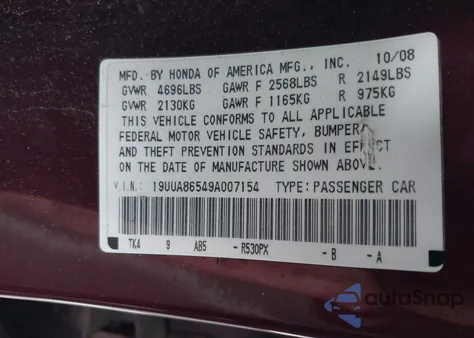 MFD. BY HONDA OF AMERICA MFG., INC. 10/08
GVWR 4696LBS GAWR F 2568LBS R 2149LBS
GVWR 2130KG GAWR F 1165KG R 975KG
THIS VEHICLE CONFORMS TO ALL APPLICABLE
FEDERAL MOTOR VEHICLE SAFETY, BUMPER,
AND THEFT PREVENTION STANDARDS IN EFFECT
ON THE DATE OF MANUFACTURE SHOWN ABOVE.
V.I.N.: 19UUA86549A007154 TYPE: PASSENGER CAR
TK4 9 AB5 - R530PX - B - A
autoSnap